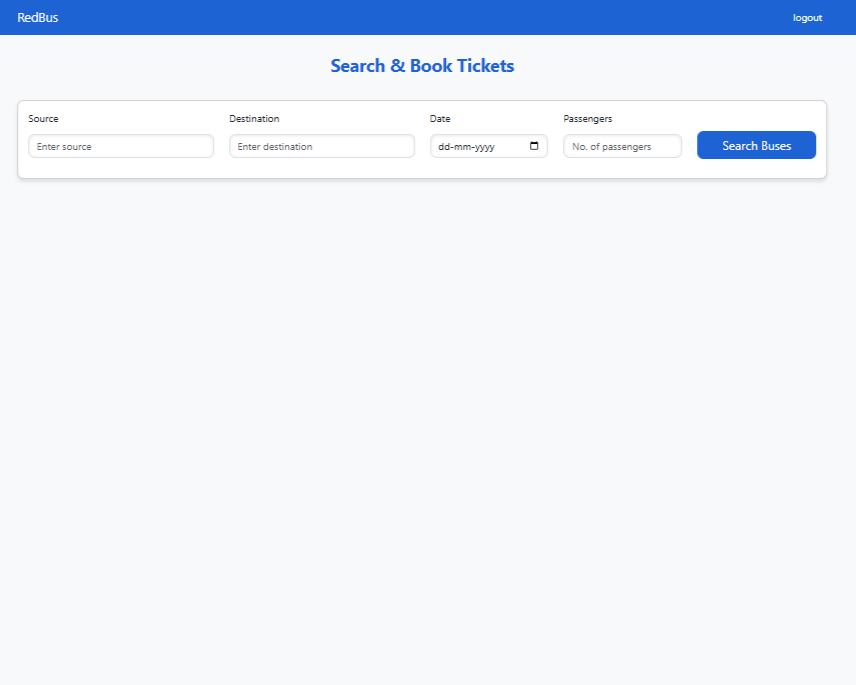 RedBus
logout
Search & Book Tickets
Source
Destination
Date
Passengers
Enter source
Enter destination
dd-mm-yyyy
No. of passengers
Search Buses